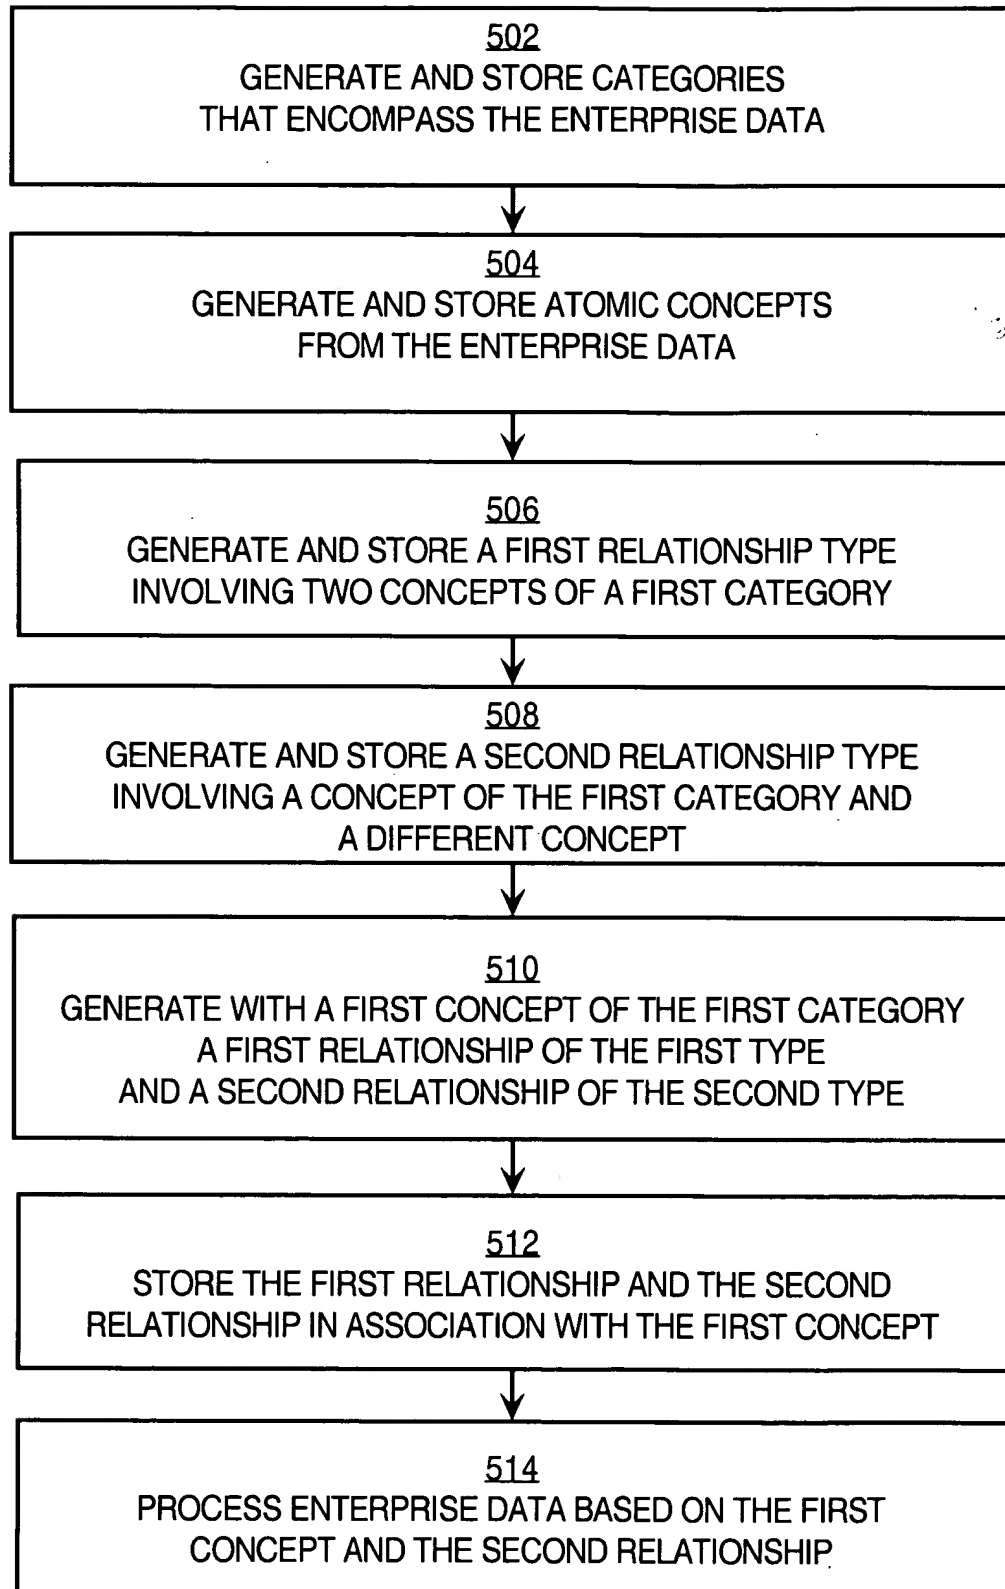 502
GENERATE AND STORE CATEGORIES
THAT ENCOMPASS THE ENTERPRISE DATA
504
GENERATE AND STORE ATOMIC CONCEPTS
FROM THE ENTERPRISE DATA
506
GENERATE AND STORE A FIRST RELATIONSHIP TYPE
INVOLVING TWO CONCEPTS OF A FIRST CATEGORY
508
GENERATE AND STORE A SECOND RELATIONSHIP TYPE
INVOLVING A CONCEPT OF THE FIRST CATEGORY AND
A DIFFERENT CONCEPT
510
GENERATE WITH A FIRST CONCEPT OF THE FIRST CATEGORY
A FIRST RELATIONSHIP OF THE FIRST TYPE
AND A SECOND RELATIONSHIP OF THE SECOND TYPE
512
STORE THE FIRST RELATIONSHIP AND THE SECOND
RELATIONSHIP IN ASSOCIATION WITH THE FIRST CONCEPT
514
PROCESS ENTERPRISE DATA BASED ON THE FIRST
CONCEPT AND THE SECOND RELATIONSHIP